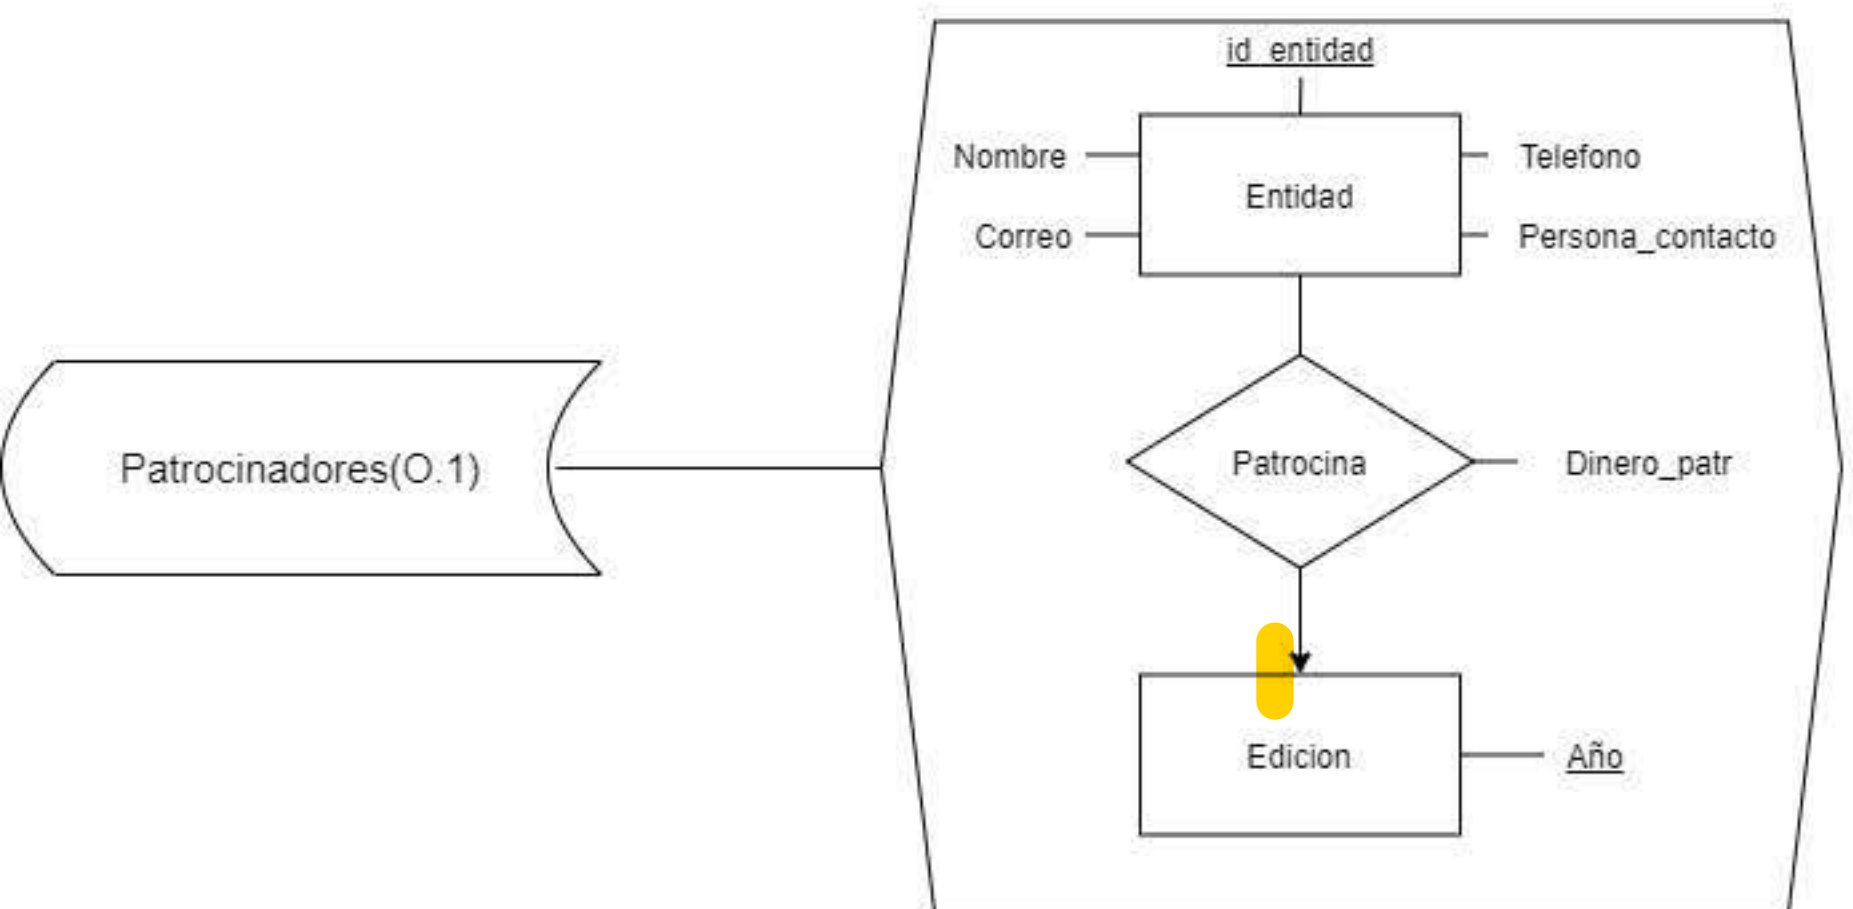 id_entidad
Nombre
Telefono
Entidad
Correo
Persona_contacto
Patrocinadores(O.1)
Patrocina
Dinero_patr
Edicion
Año